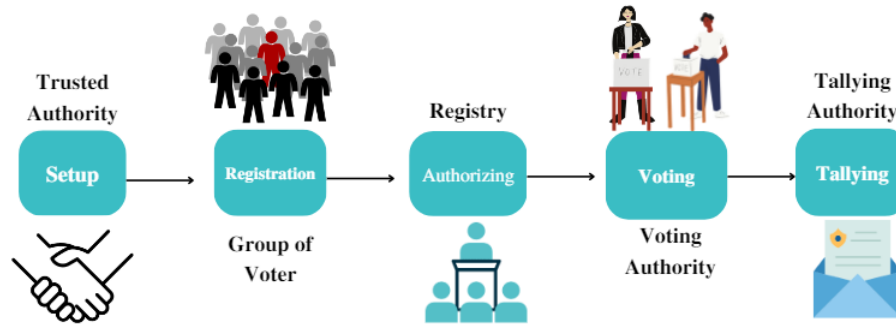 Trusted
Authority
Setup
Registration
Group of
Voter
Registry
Authorizing
VOTE
Voting
Voting
Authority
Tallying
Authority
Tallying